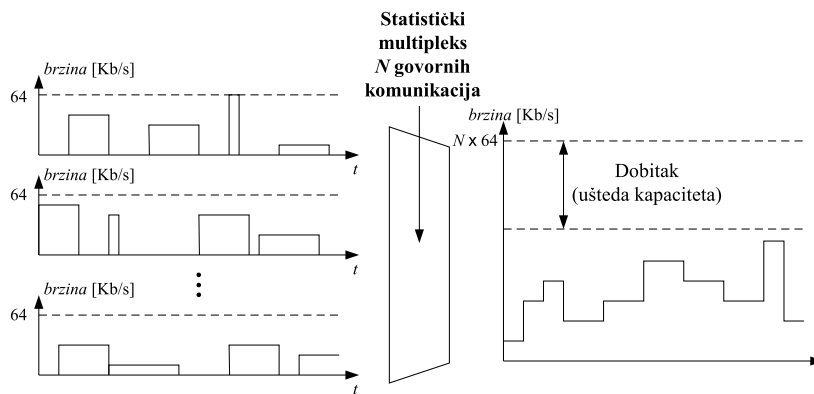 Statistički
multipleks
N govornih
komunikacija
brzina [Kb/s]
64
t
brzina [Kb/s]
64
t
brzina [Kb/s]
64
t
brzina [Kb/s]
N x 64
Dobitak
(ušteda kapaciteta)